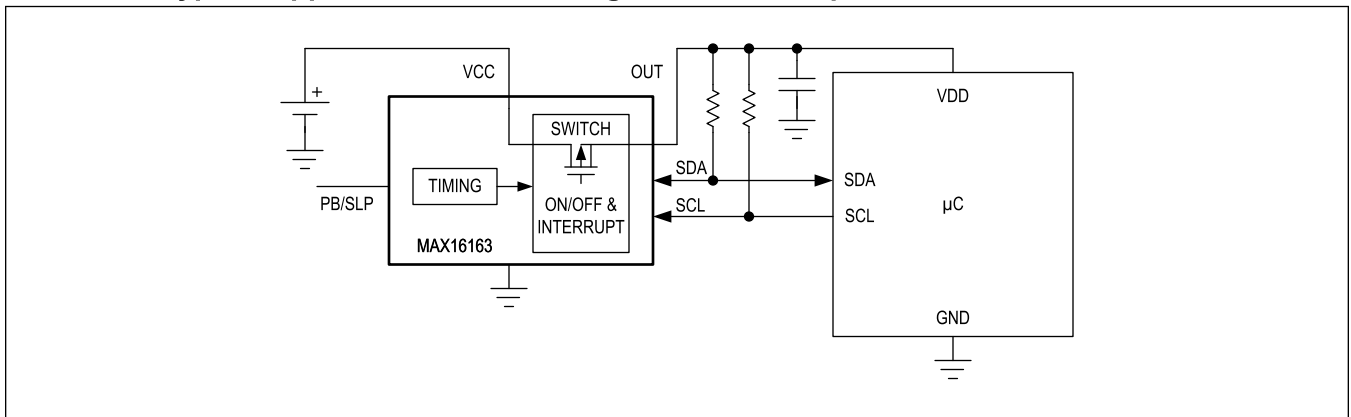 VCC
OUT
+
VDD
SWITCH
SDA
SDA
TIMING
ON/OFF &
INTERRUPT
SCL
SCL
µC
PB/SLP
MAX16163
GND